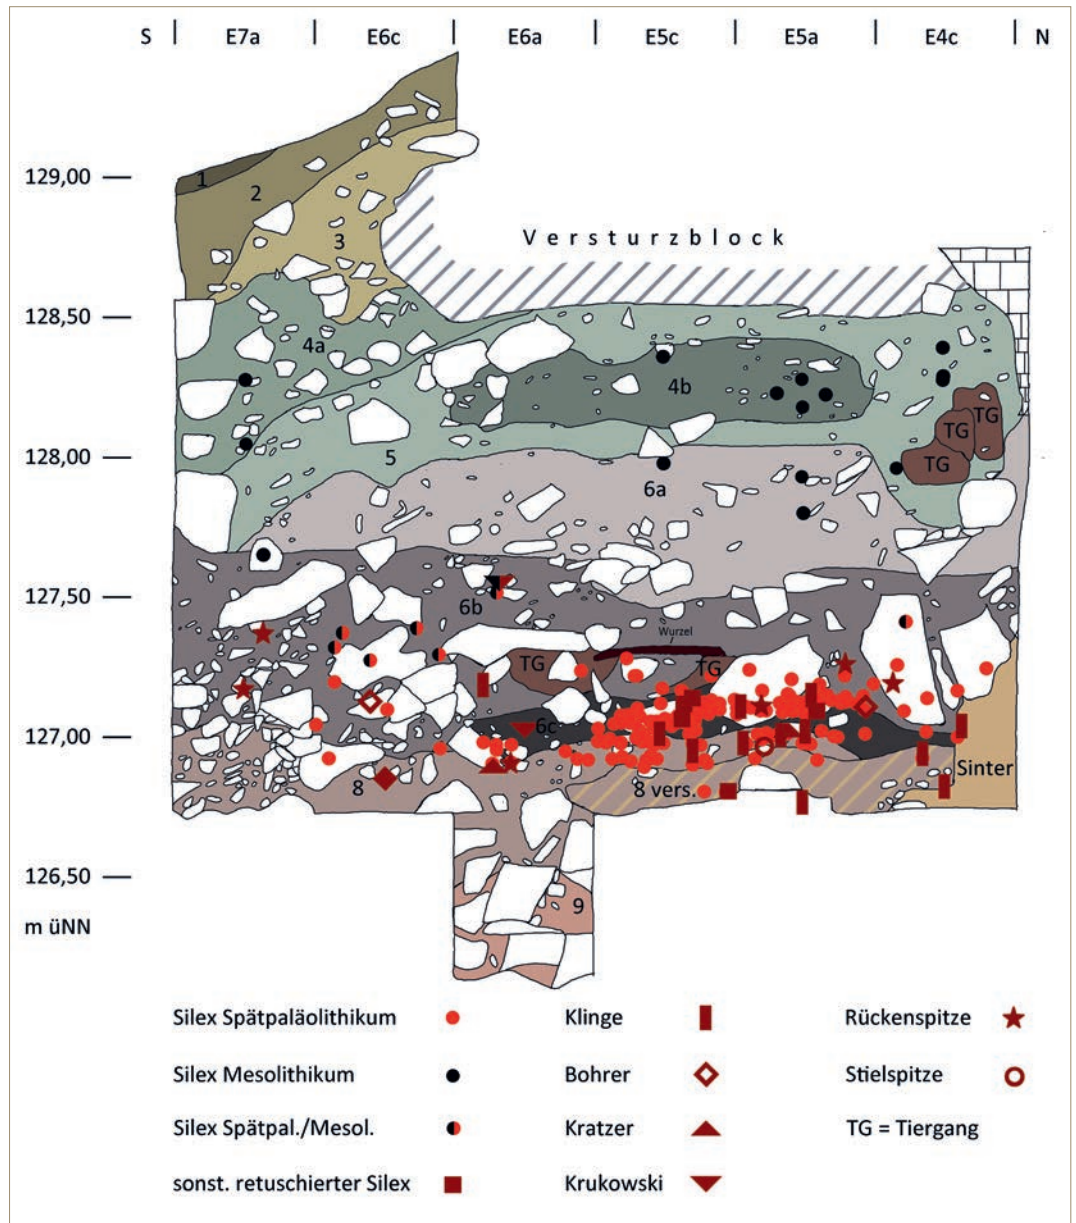 S | E7a | E6c | E6a | E5c | E5a | E4c | N
129,00
1
2
3
Versturzblock
128,50
4a
4b
TG
TG
128,00
5
TG
6a
127,50
6b
Wurzel
TG
TG
127,00
6c
8
8 vers.
Sinter
126,50
9
m üNN
Silex Spätpaläolithikum
Klinge
Rückenspitze
Silex Mesolithikum
Bohrer
Stielspitze
Silex Spätpal./Mesol.
Kratzer
TG = Tiergang
sonst. retuschierter Silex
Krukowski